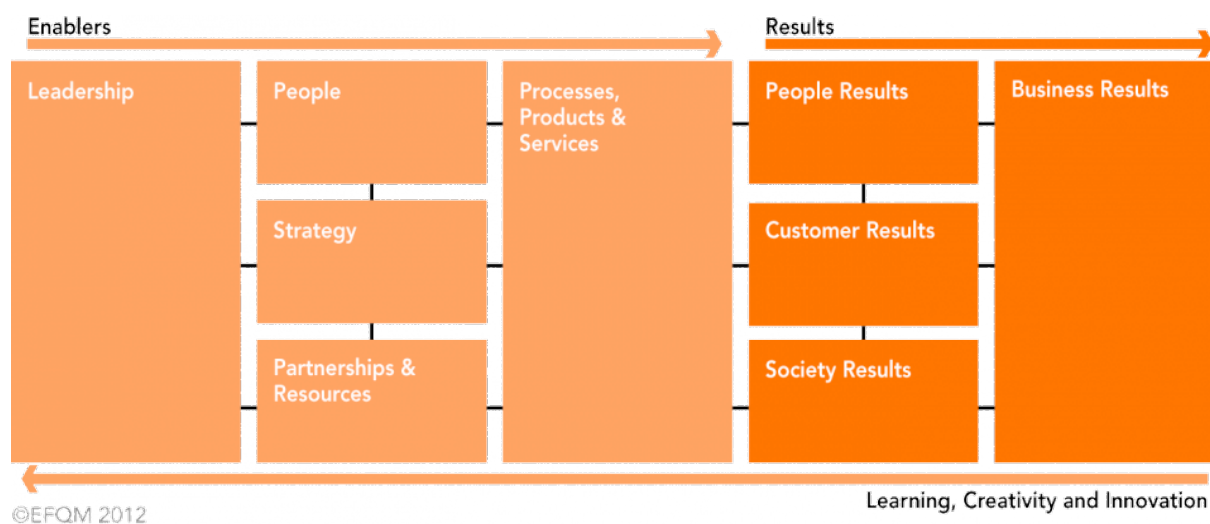 Enablers
Results
Leadership
People
Processes,
Products &
Services
People Results
Business Results
Strategy
Customer Results
Partnerships &
Resources
Society Results
Learning, Creativity and Innovation
©EFQM 2012